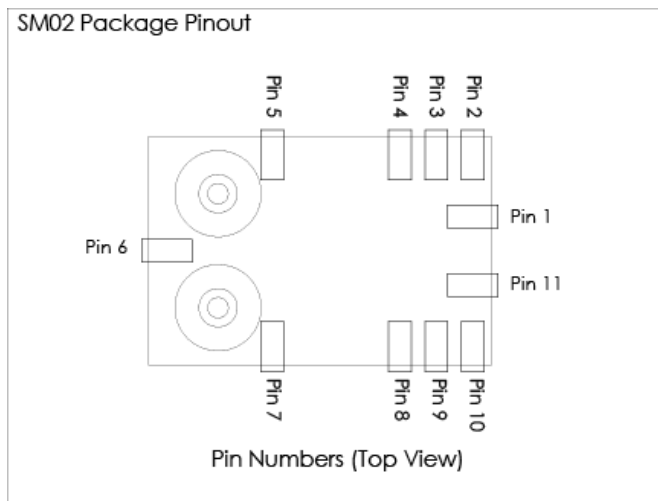 SM02 Package Pinout
Pin 5
Pin 4
Pin 3
Pin 2
Pin 1
Pin 6
Pin 11
Pin 7
Pin 8
Pin 9
Pin 10
Pin Numbers (Top View)